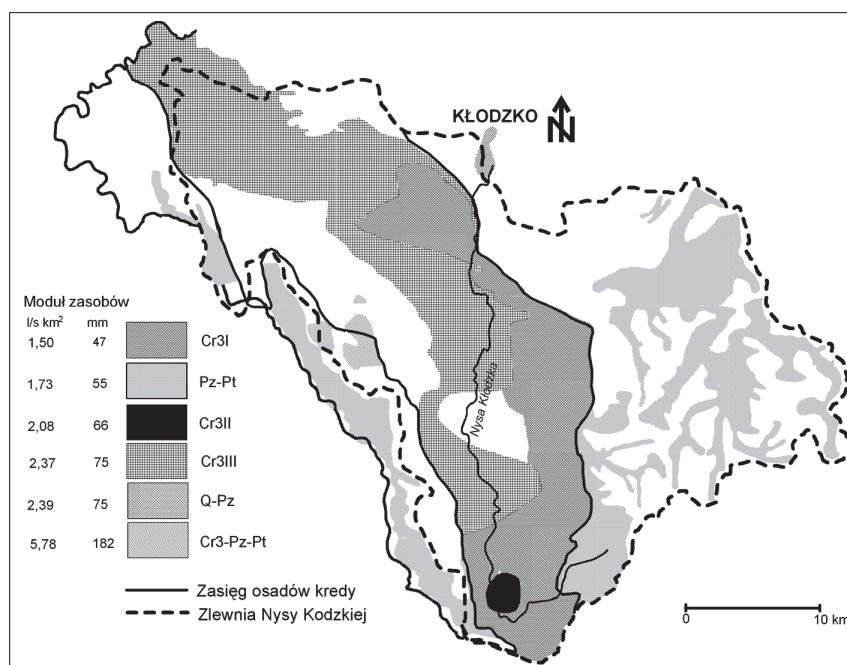 KŁODZKO
N
Nysa Kłodzka
Moduł zasobów
l/s km² mm
1,50 47 Cr3I
1,73 55 Pz-Pt
2,08 66 Cr3II
2,37 75 Cr3III
2,39 75 Q-Pz
5,78 182 Cr3-Pz-Pt
Zasięg osadów kredy
Zlewnia Nysy Kodzkiej
0 10 km